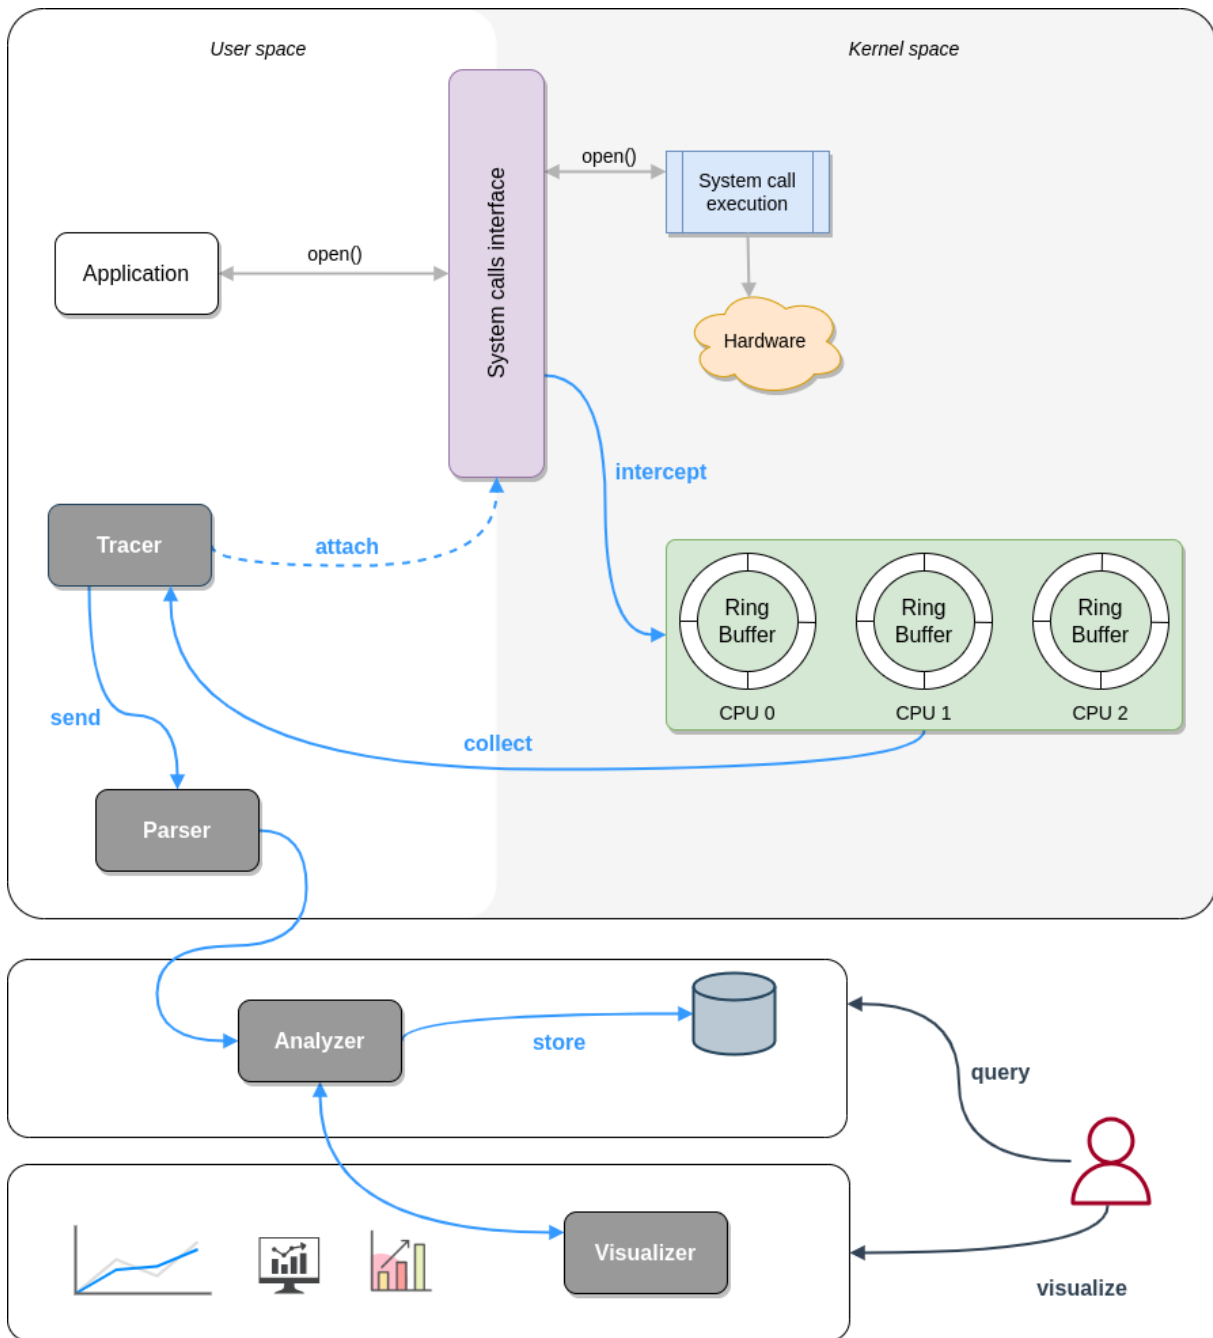 User space
Kernel space
open()
System call
execution
System calls interface
Application
open()
Hardware
intercept
Tracer
attach
Ring
Buffer
CPU 0
Ring
Buffer
CPU 1
Ring
Buffer
CPU 2
send
collect
Parser
Analyzer
store
query
Visualizer
visualize